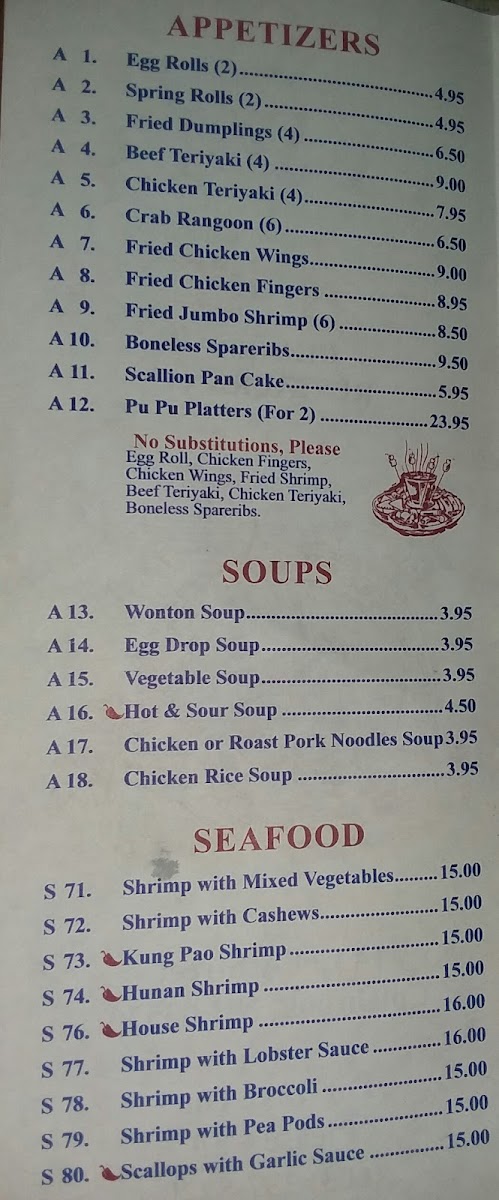 APPETIZERS
A 1. Egg Rolls (2)..............................4.95
A 2. Spring Rolls (2)..............................4.95
A 3. Fried Dumplings (4) ..............................6.50
A 4. Beef Teriyaki (4) ..............................9.00
A 5. Chicken Teriyaki (4)..............................7.95
A 6. Crab Rangoon (6)..............................6.50
A 7. Fried Chicken Wings..............................9.00
A 8. Fried Chicken Fingers ..............................8.95
A 9. Fried Jumbo Shrimp (6) ..............................8.50
A 10. Boneless Spareribs..............................9.50
A 11. Scallion Pan Cake..............................5.95
A 12. Pu Pu Platters (For 2) ..............................23.95
No Substitutions, Please
Egg Roll, Chicken Fingers,
Chicken Wings, Fried Shrimp,
Beef Teriyaki, Chicken Teriyaki,
Boneless Spareribs.
SOUPS
A 13. Wonton Soup..............................3.95
A 14. Egg Drop Soup..............................3.95
A 15. Vegetable Soup..............................3.95
A 16. Hot & Sour Soup ..............................4.50
A 17. Chicken or Roast Pork Noodles Soup 3.95
A 18. Chicken Rice Soup ..............................3.95
SEAFOOD
S 71. Shrimp with Mixed Vegetables.........15.00
S 72. Shrimp with Cashews..............................15.00
S 73. Kung Pao Shrimp ..............................15.00
S 74. Hunan Shrimp ..............................15.00
S 76. House Shrimp ..............................16.00
S 77. Shrimp with Lobster Sauce ..............16.00
S 78. Shrimp with Broccoli ......................15.00
S 79. Shrimp with Pea Pods......................15.00
S 80. Scallops with Garlic Sauce ...............15.00